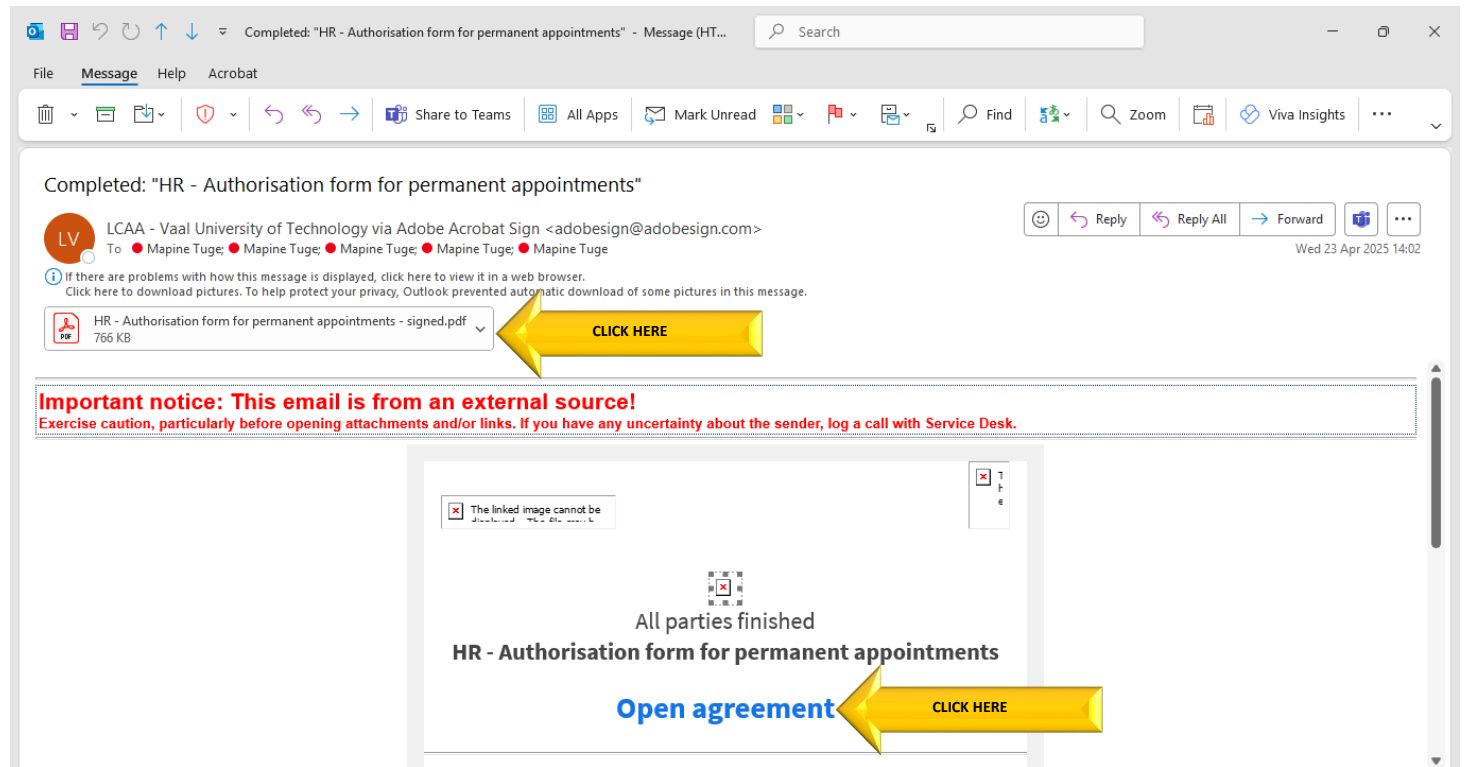 Completed: "HR - Authorisation form for permanent appointments" - Message (HT...
Search
File Message Help Acrobat
Share to Teams All Apps Mark Unread Find Zoom Viva Insights
Completed: "HR - Authorisation form for permanent appointments"
LV
LCAA - Vaal University of Technology via Adobe Acrobat Sign <adobesign@adobesign.com>
To Mapine Tuge; Mapine Tuge; Mapine Tuge; Mapine Tuge; Mapine Tuge
Reply Reply All Forward
Wed 23 Apr 2025 14:02
If there are problems with how this message is displayed, click here to view it in a web browser.
Click here to download pictures. To help protect your privacy, Outlook prevented automatic download of some pictures in this message.
PDF
HR - Authorisation form for permanent appointments - signed.pdf
766 KB
CLICK HERE
Important notice: This email is from an external source!
Exercise caution, particularly before opening attachments and/or links. If you have any uncertainty about the sender, log a call with Service Desk.
The linked image cannot be
All parties finished
HR - Authorisation form for permanent appointments
Open agreement
CLICK HERE